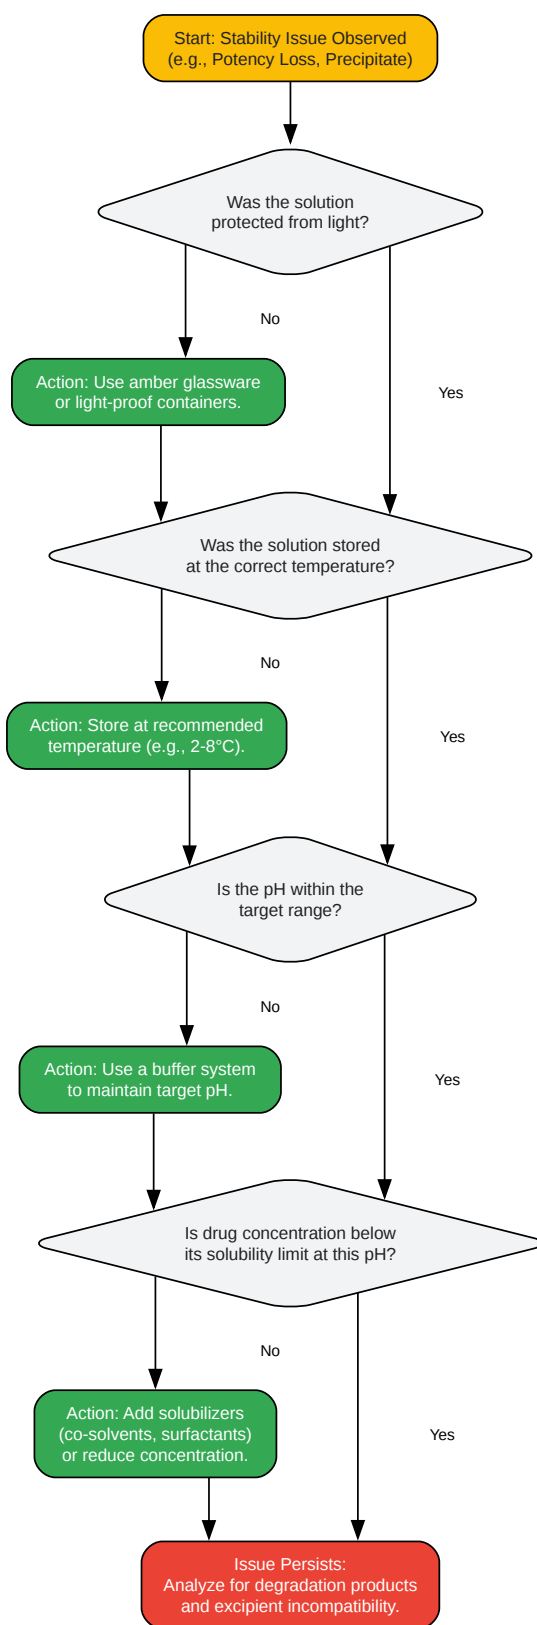 Start: Stability Issue Observed
(e.g., Potency Loss, Precipitate)
Was the solution
protected from light?
No
Action: Use amber glassware
or light-proof containers.
Yes
Was the solution stored
at the correct temperature?
No
Action: Store at recommended
temperature (e.g., 2-8°C).
Yes
Is the pH within the
target range?
No
Action: Use a buffer system
to maintain target pH.
Yes
Is drug concentration below
its solubility limit at this pH?
No
Action: Add solubilizers
(co-solvents, surfactants)
or reduce concentration.
Yes
Issue Persists:
Analyze for degradation products
and excipient incompatibility.